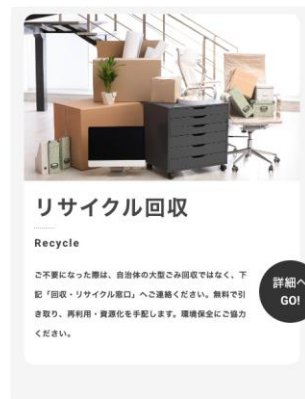 リサイクル回収
Recycle
ご不要になった際は、自治体の大型ごみ回収ではなく、下
記「回収・リサイクル窓口」へご連絡ください。無料で引
き取り、再利用・資源化を手配します。環境保全にご協力
ください。
詳細へ
GO!